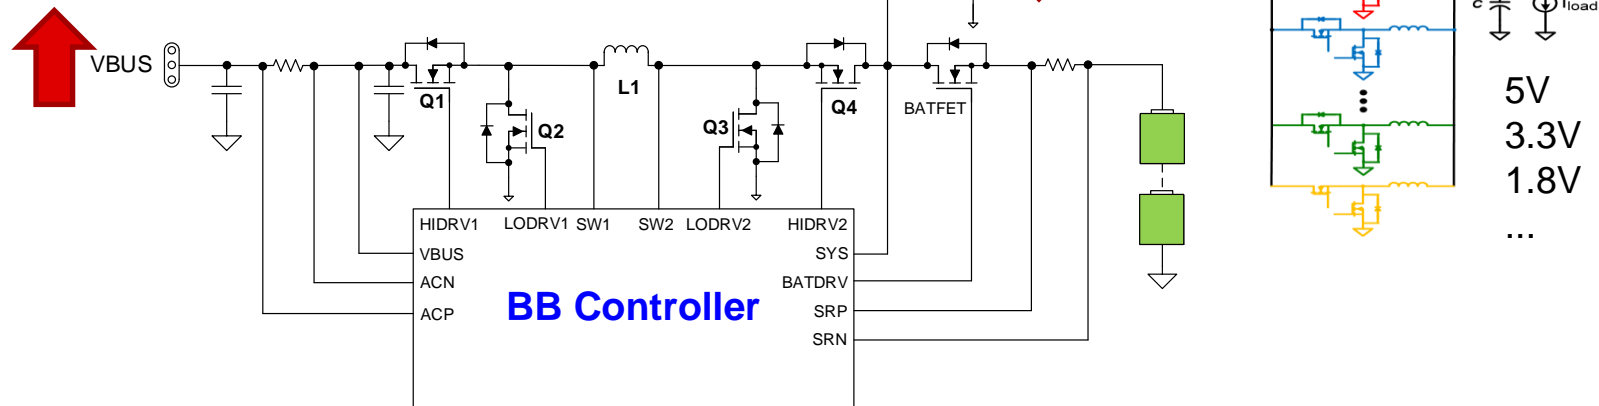 c
Iload
VBUS
Q1
L1
Q4
BATFET
Q2
Q3
5V
3.3V
1.8V
...
HIDRV1
LODRV1
SW1
SW2
LODRV2
HIDRV2
VBUS
SYS
ACN
BATDRV
ACP
BB Controller
SRP
SRN